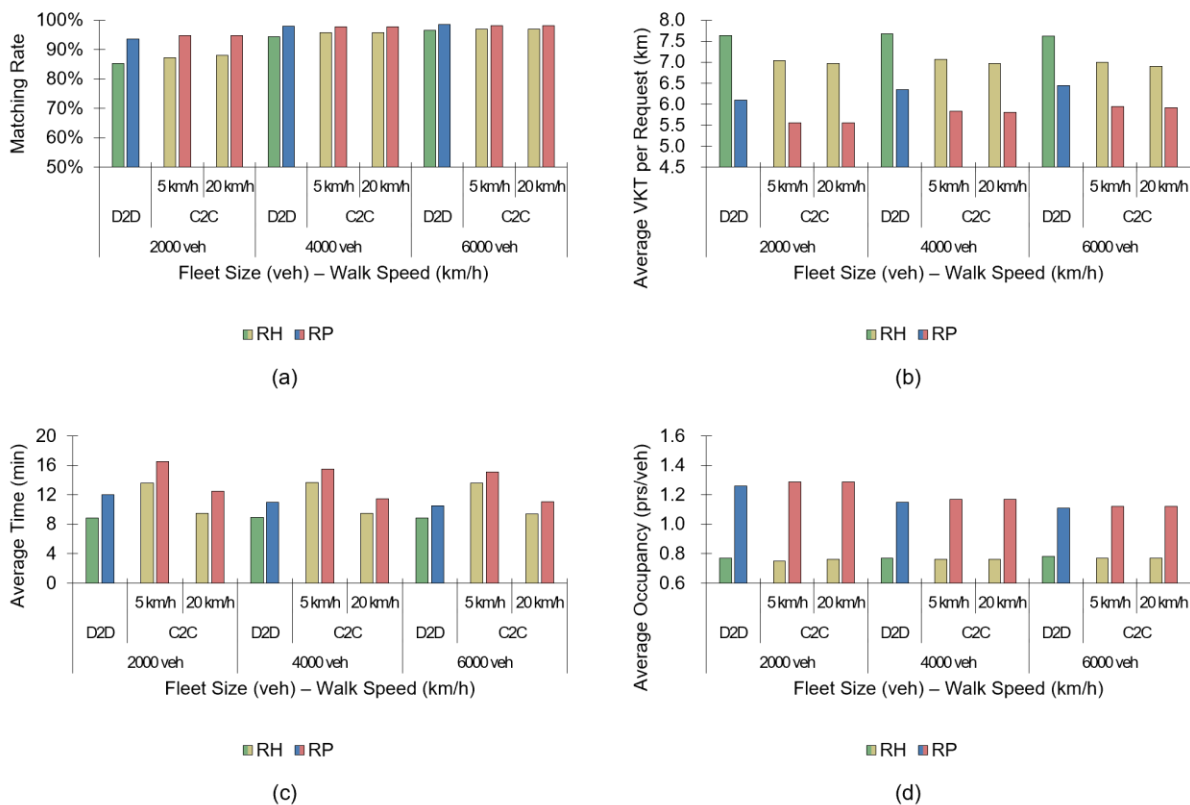 Matching Rate
100%
90%
80%
70%
60%
50%
5 km/h 20 km/h 5 km/h 20 km/h 5 km/h 20 km/h
D2D C2C D2D C2C D2D C2C
2000 veh 4000 veh 6000 veh
Fleet Size (veh) – Walk Speed (km/h)
RH RP
(a)
Average VKT per Request (km)
8.0
7.5
7.0
6.5
6.0
5.5
5.0
4.5
5 km/h 20 km/h 5 km/h 20 km/h 5 km/h 20 km/h
D2D C2C D2D C2C D2D C2C
2000 veh 4000 veh 6000 veh
Fleet Size (veh) – Walk Speed (km/h)
RH RP
(b)
Average Time (min)
20
16
12
8
4
0
5 km/h 20 km/h 5 km/h 20 km/h 5 km/h 20 km/h
D2D C2C D2D C2C D2D C2C
2000 veh 4000 veh 6000 veh
Fleet Size (veh) – Walk Speed (km/h)
RH RP
(c)
Average Occupancy (prs/veh)
1.6
1.4
1.2
1.0
0.8
0.6
5 km/h 20 km/h 5 km/h 20 km/h 5 km/h 20 km/h
D2D C2C D2D C2C D2D C2C
2000 veh 4000 veh 6000 veh
Fleet Size (veh) – Walk Speed (km/h)
RH RP
(d)